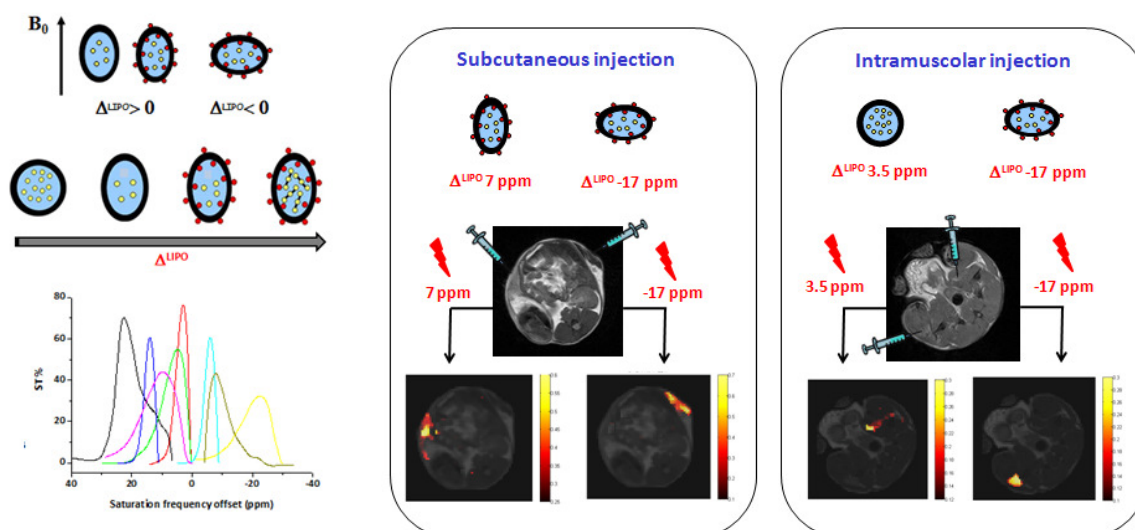 B₀
Δᴸᴵᴾᴼ> 0
Δᴸᴵᴾᴼ< 0
Δᴸᴵᴾᴼ
ST%
80
60
40
20
0
40
20
0
-20
-40
Saturation frequency offset (ppm)
Subcutaneous injection
Δᴸᴵᴾᴼ 7 ppm
Δᴸᴵᴾᴼ -17 ppm
7 ppm
-17 ppm
Intramuscolar injection
Δᴸᴵᴾᴼ 3.5 ppm
Δᴸᴵᴾᴼ -17 ppm
3.5 ppm
-17 ppm